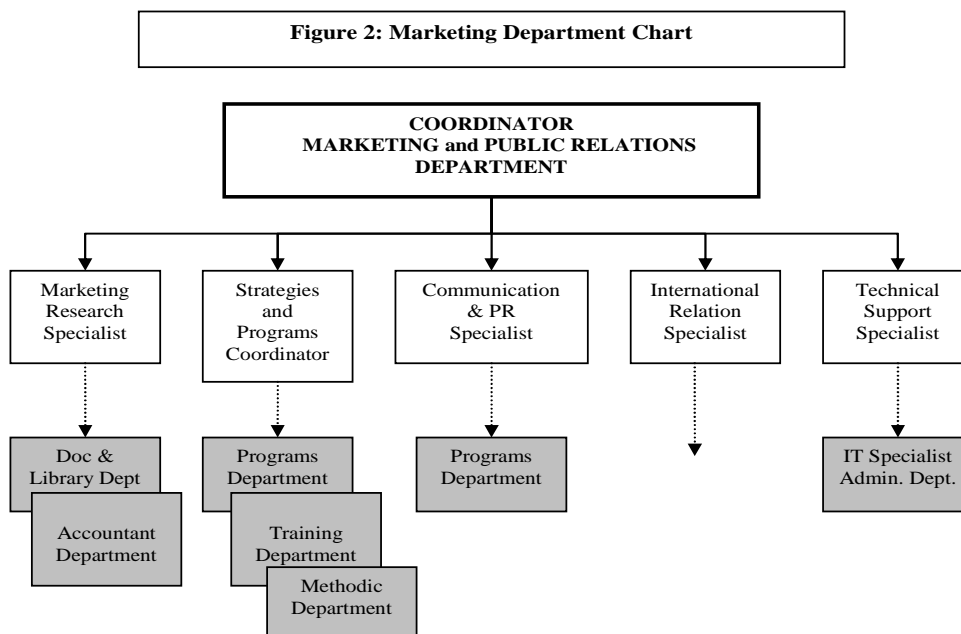 Figure 2: Marketing Department Chart
COORDINATOR
MARKETING and PUBLIC RELATIONS
DEPARTMENT
Marketing
Research
Specialist
Strategies
and
Programs
Coordinator
Communication
& PR
Specialist
International
Relation
Specialist
Technical
Support
Specialist
Doc &
Library Dept
Accountant
Department
Programs
Department
Training
Department
Methodic
Department
Programs
Department
IT Specialist
Admin. Dept.